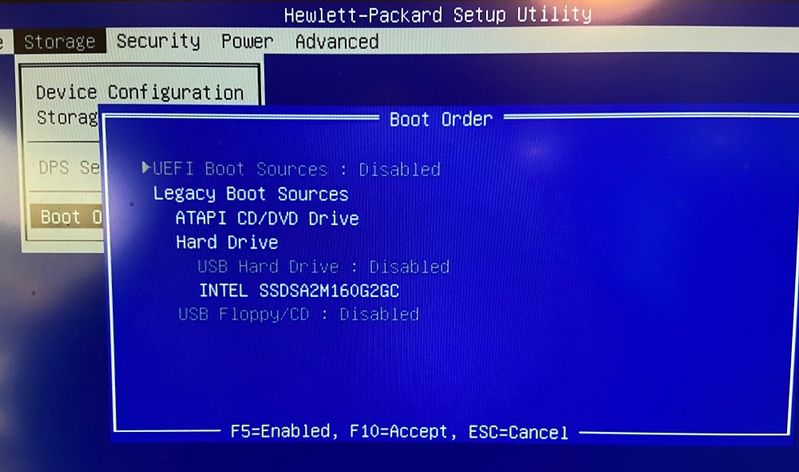 Hewlett-Packard Setup Utility
e Storage Security Power Advanced
Device Configuration
Storag
DPS Se
Boot O
Boot Order
▶UEFI Boot Sources : Disabled
Legacy Boot Sources
ATAPI CD/DVD Drive
Hard Drive
USB Hard Drive : Disabled
INTEL SSDSA2M160G2GC
USB Floppy/CD : Disabled
F5=Enabled, F10=Accept, ESC=Cancel